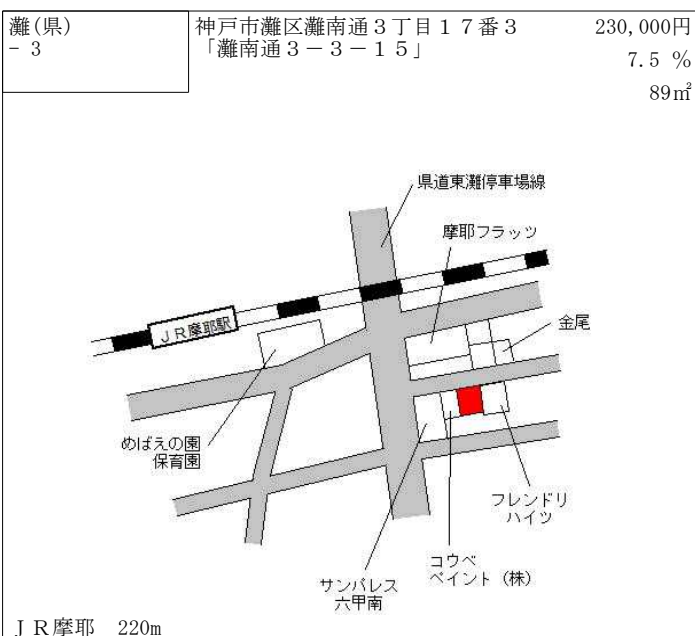 灘(県)
- 3
神戸市灘区灘南通３丁目１７番３
「灘南通３－３－１５」
230,000円
7.5 %
89㎡
県道東灘停車場線
摩耶フラッツ
金尾
ＪＲ摩耶駅
めばえの園
保育園
フレンドリ
ハイツ
コウベ
ペイント（株）
サンパレス
六甲南
ＪＲ摩耶　220m